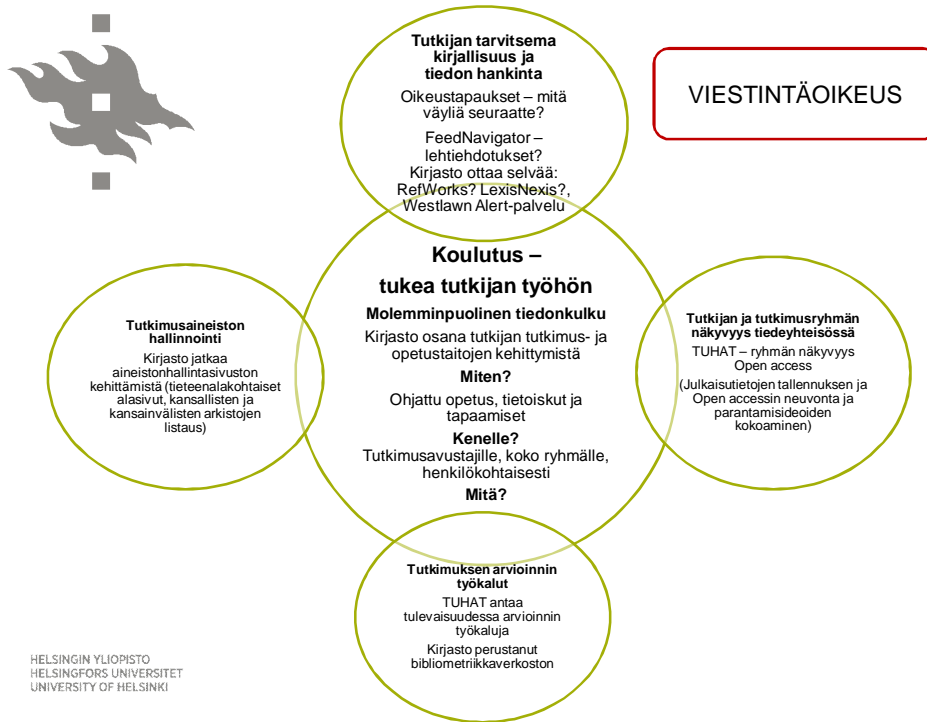 Tutkijan tarvitsema
kirjallisuus ja
tiedon hankinta
Oikeustapaukset – mitä
väyliä seuraatte?
FeedNavigator –
lehtiehdotukset?
Kirjasto ottaa selvää:
RefWorks? LexisNexis?,
Westlawn Alert-palvelu
VIESTINTÄOIKEUS
Koulutus –
tukea tutkijan työhön
Molemminpuolinen tiedonkulku
Kirjasto osana tutkijan tutkimus- ja
opetustaitojen kehittymistä
Miten?
Ohjattu opetus, tietoiskut ja
tapaamiset
Kenelle?
Tutkimusavustajille, koko ryhmälle,
henkilökohtaisesti
Mitä?
Tutkimusaineiston
hallinnointi
Kirjasto jatkaa
aineistonhallintasivuston
kehittämistä (tieteenalakohtaiset
alasivut, kansallisten ja
kansainvälisten arkistojen
listaus)
Tutkijan ja tutkimusryhmän
näkyvyys tiedeyhteisössä
TUHAT – ryhmän näkyvyys
Open access
(Julkaisutietojen tallennuksen ja
Open accessin neuvonta ja
parantamisideoiden
kokoaminen)
Tutkimuksen arvioinnin
työkalut
TUHAT antaa
tulevaisuudessa arvioinnin
työkaluja
Kirjasto perustanut
bibliometriikkaverkoston
HELSINGIN YLIOPISTO
HELSINGFORS UNIVERSITET
UNIVERSITY OF HELSINKI